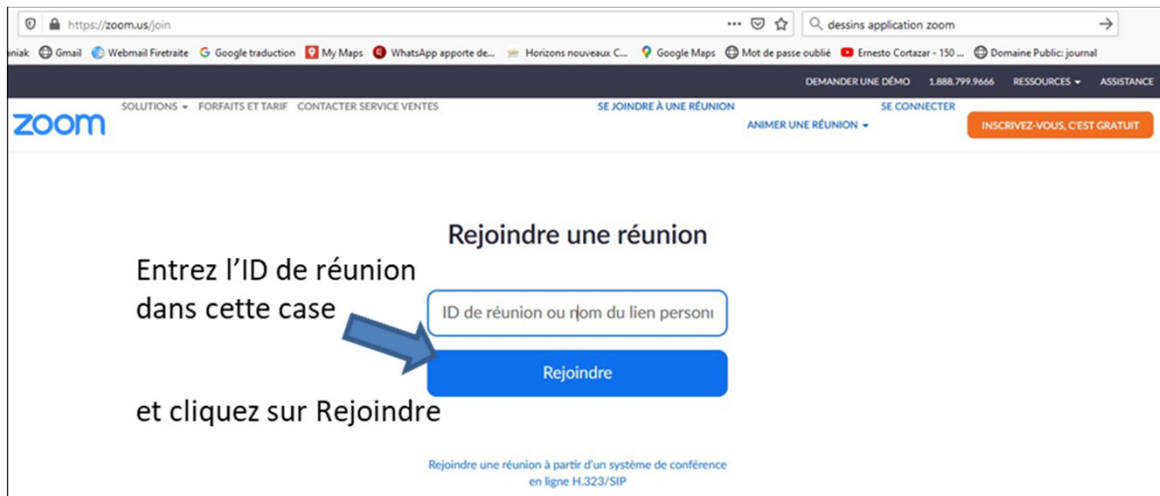 https://zoom.us/join
dessins application zoom
niak Gmail Webmail Firetraite Google traduction My Maps WhatsApp apporte de... Horizons nouveaux C... Google Maps Mot de passe oublié Ernesto Cortazar - 150 ... Domaine Public: journal
DEMANDER UNE DÉMO 1.888.799.9666 RESSOURCES ASSISTANCE
zoom
SOLUTIONS FORFAITS ET TARIF CONTACTER SERVICE VENTES SE JOINDRE À UNE RÉUNION SE CONNECTER
ANIMER UNE RÉUNION INSCRIVEZ-VOUS, C'EST GRATUIT
Rejoindre une réunion
Entrez l'ID de réunion
dans cette case
ID de réunion ou nom du lien person
Rejoindre
et cliquez sur Rejoindre
Rejoindre une réunion à partir d'un système de conférence
en ligne H.323/SIP